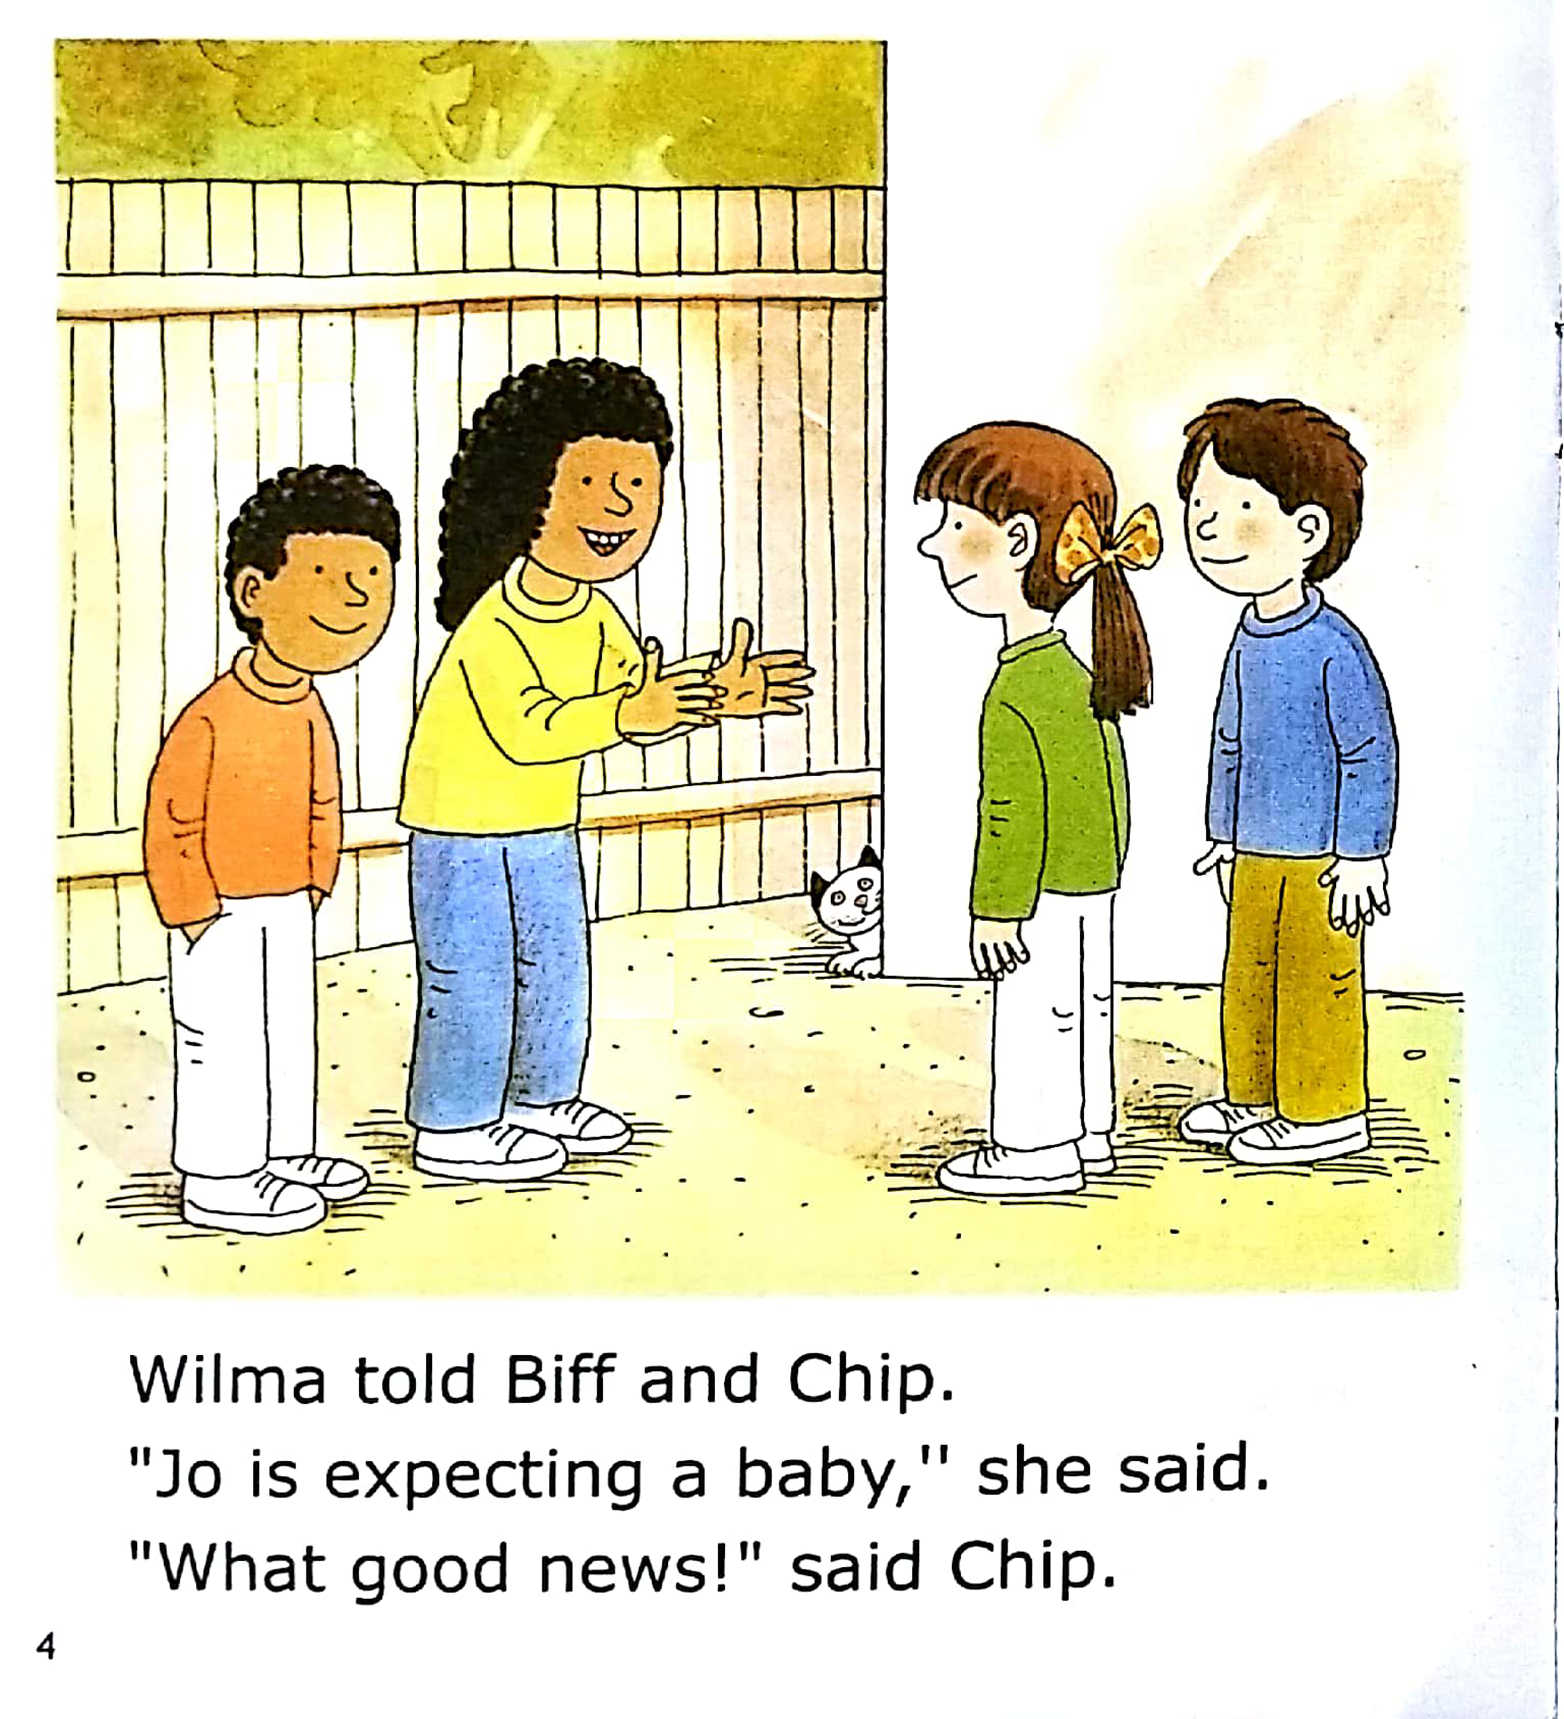 Wilma told Biff and Chip.
"Jo is expecting a baby," she said.
"What good news!" said Chip.
4